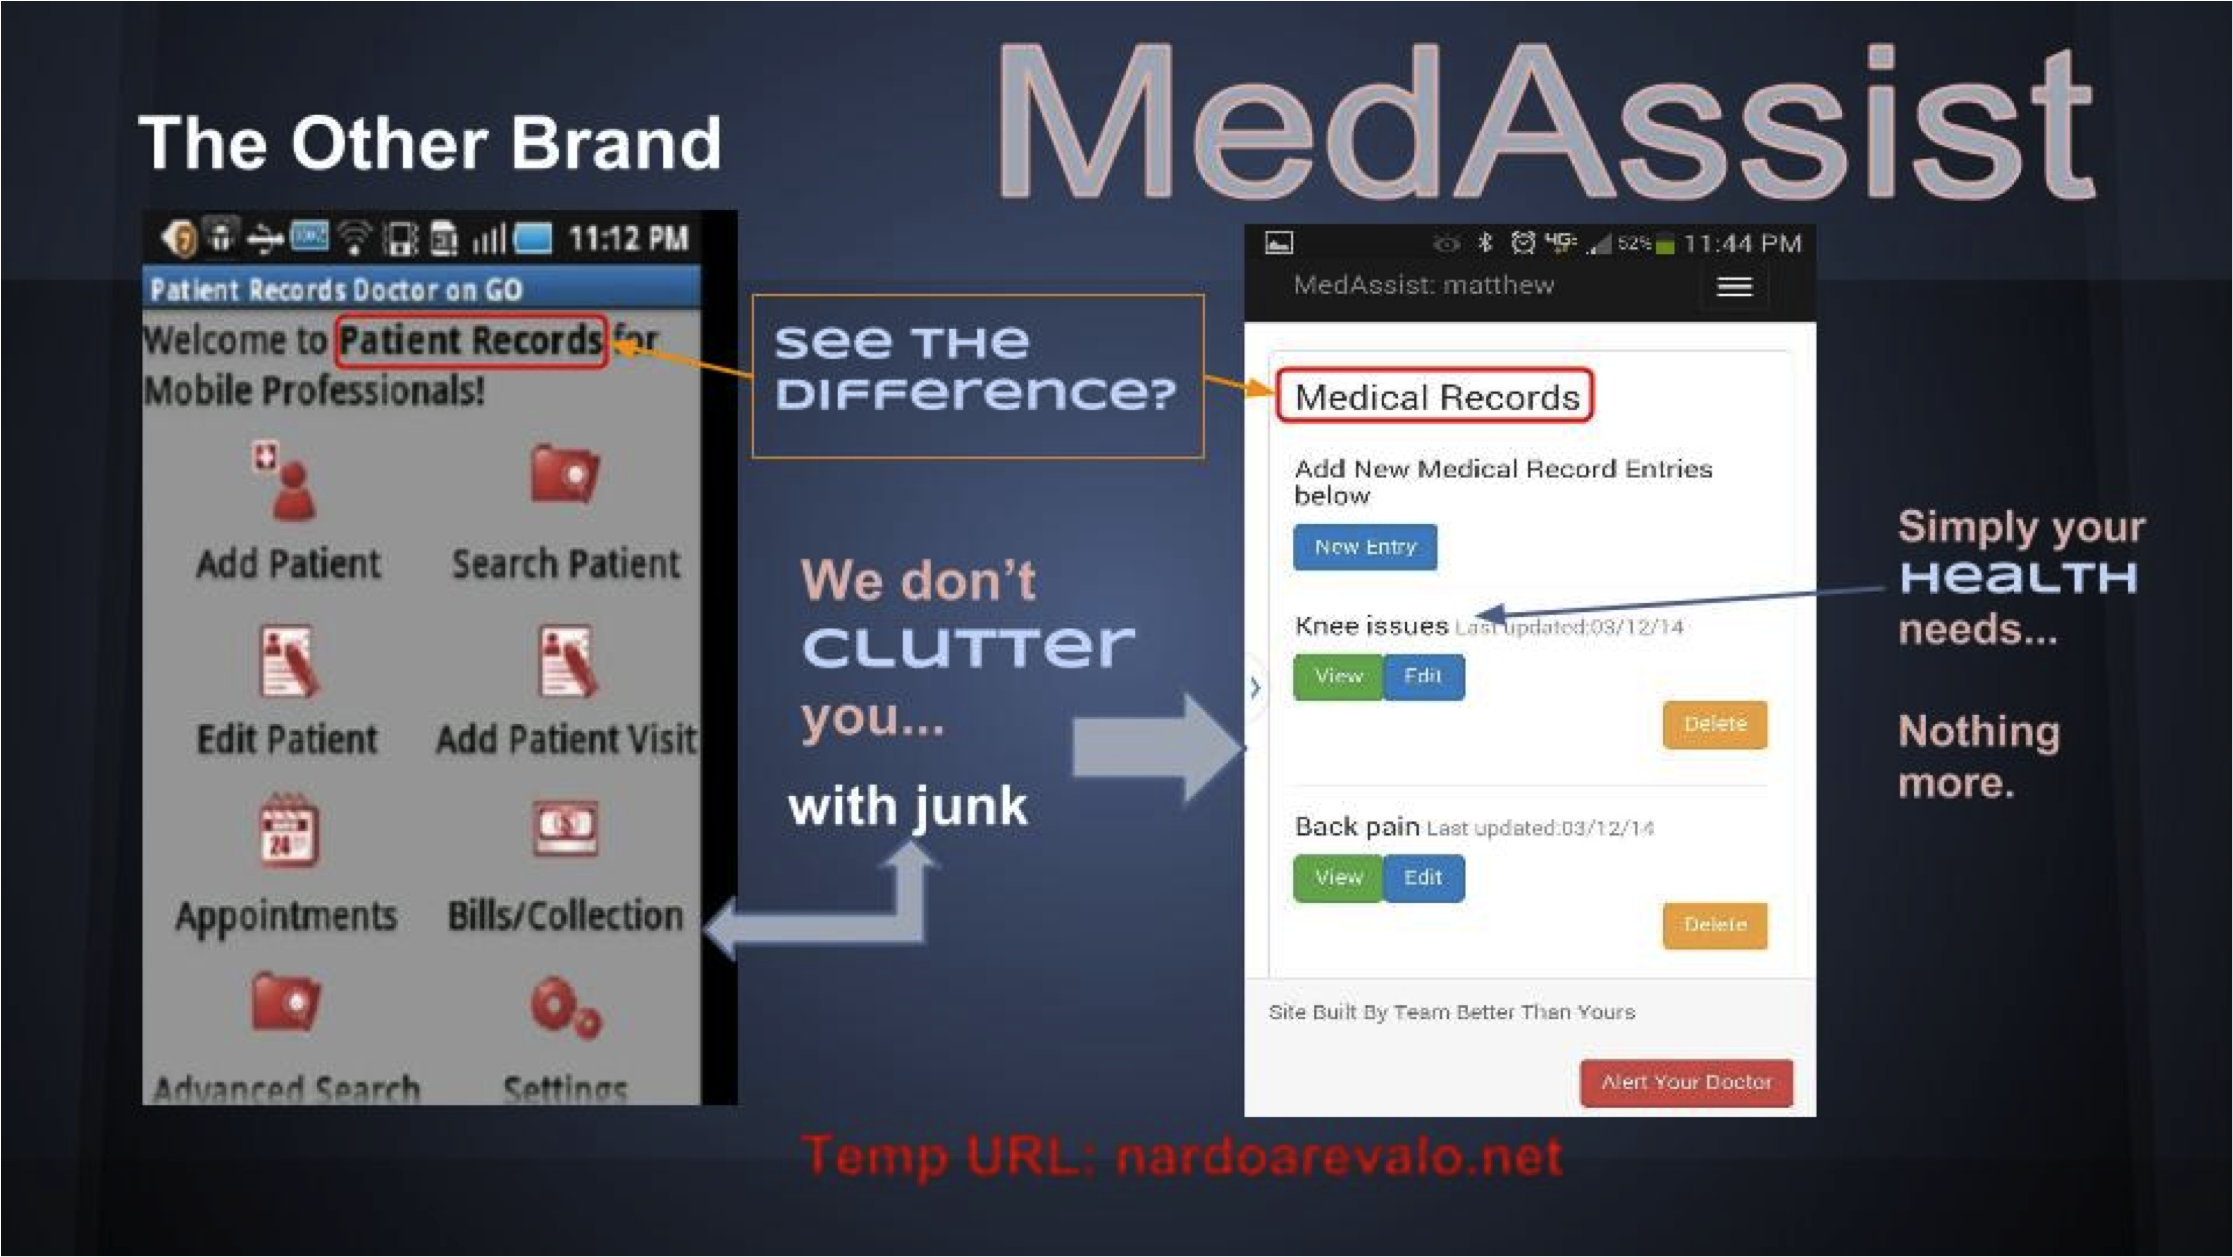 MedAssist
The Other Brand
11:12 PM
Patient Records Doctor on GO
Welcome to Patient Records for
Mobile Professionals!
Add Patient
Search Patient
Edit Patient
Add Patient Visit
24
Appointments
Bills/Collection
Advanced Search
Settings
See the
Difference?
We don't
clutter
you...
with junk
4G 52% 11:44 PM
MedAssist: matthew
Medical Records
Add New Medical Record Entries
below
New Entry
Knee issues Last updated:03/12/14
View Edit
Delete
Back pain Last updated:03/12/14
View Edit
Delete
Site Built By Team Better Than Yours
Alert Your Doctor
Simply your
Health
needs...
Nothing
more.
Temp URL: nardoarevalo.net